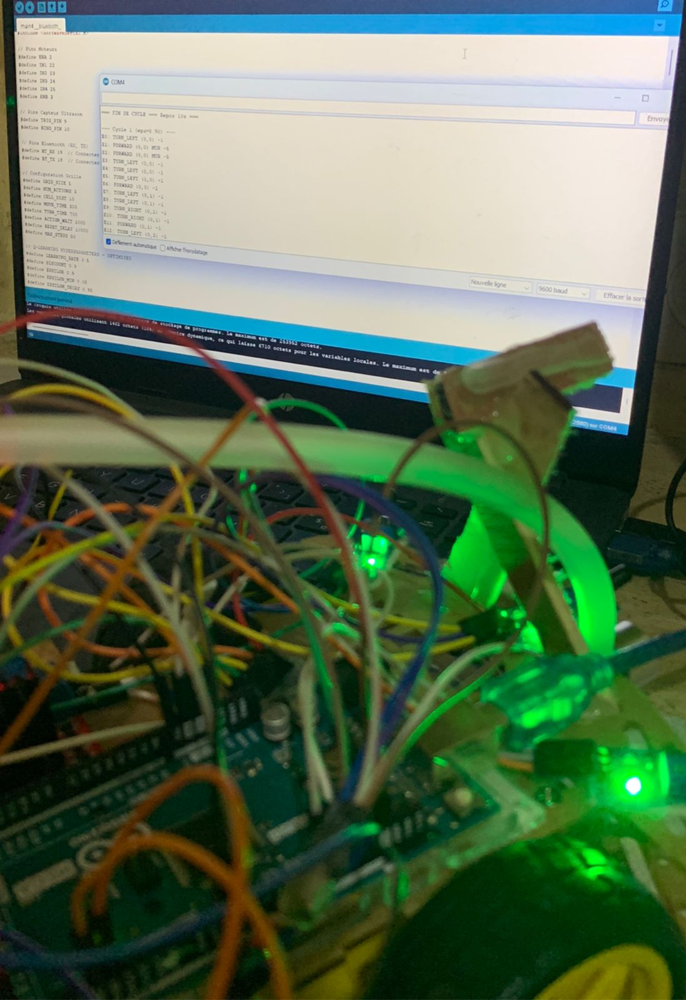 main4__bluetooth_
#include <SoftwareSerial.h>
// Pins Moteurs
#define ENA 2
#define IN1 22
#define IN2 23
#define IN3 24
#define IN4 25
#define ENB 3
// Pins Capteur Ultrason
#define TRIG_PIN 9
#define ECHO_PIN 10
// Pins Bluetooth (RX, TX)
#define BT_RX 19 // Connecter
#define BT_TX 18 // Connecter
// Configuration Grille
#define GRID_SIZE 5
#define NUM_ACTIONS 3
#define CELL_DIST 10
#define MOVE_TIME
#define TURN_TIME 700
#define ACTION_WAIT 1000
#define RESET_DELAY 10000
#define MAX_STEPS 50
// Q-LEARNING HYPERPARAMETERS - OPTIMISES
#define LEARNING_RATE 0.5
#define DISCOUNT 0.9
#define EPSILON 0.9
#define EPSILON_MIN 0.05
#define EPSILON_DECAY 0.95
COM4
Envoye
=== FIN DE CYCLE === Repos 10s ===
--- Cycle 1 (eps=0.90) ---
E0: TURN_LEFT (0,0) -1
E1: FORWARD (0,0) MUR -5
E2: FORWARD (0,0) MUR -5
E3: TURN_LEFT (0,0) -1
E4: TURN_LEFT (0,0) -1
E5: TURN_LEFT (0,0) -1
E6: FORWARD (0,0) -1
E7: TURN_LEFT (0,1) -1
E8: TURN_LEFT (0,1) -1
E9: TURN_RIGHT (0,1) -1
E10: TURN_RIGHT (0,1) -1
E11: FORWARD (0,1) -1
E12: TURN_LEFT (0,2) -1
Défilement automatique
Afficher l'horodatage
Nouvelle ligne
9600 baud
Effacer la sort
Téléversement terminé
Le croquis utilise de stockage de programmes. Le maximum est de 253952 octets.
Les variables globales utilisent 1482 octets (18%) de mémoire dynamique, ce qui laisse 6710 octets pour les variables locales. Le maximum est de
2560) sur COM4